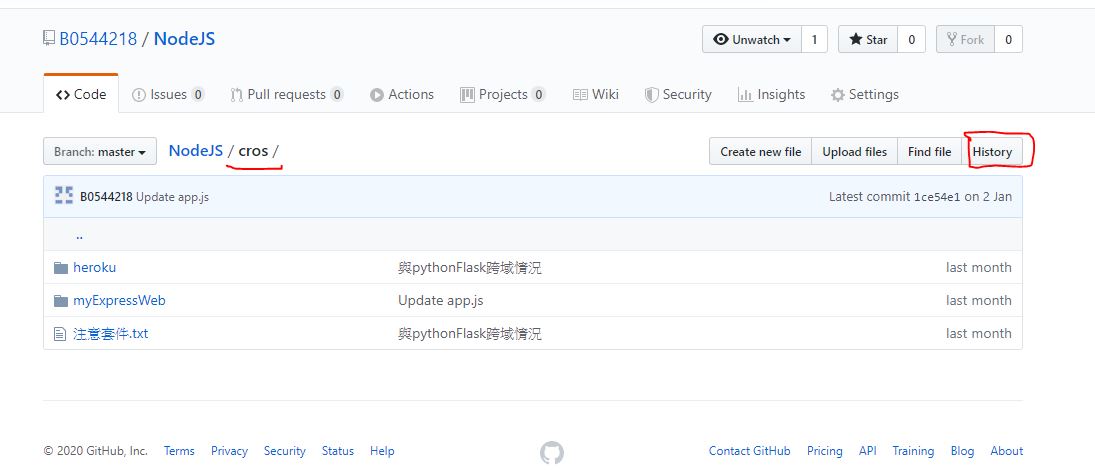 B0544218 / NodeJS
Unwatch 1 Star 0 Fork 0
Code Issues 0 Pull requests 0 Actions Projects 0 Wiki Security Insights Settings
Branch: master NodeJS / cros / Create new file Upload files Find file History
B0544218 Update app.js Latest commit 1ce54e1 on 2 Jan
..
heroku 與pythonFlask跨域情況 last month
myExpressWeb Update app.js last month
注意套件.txt 與pythonFlask跨域情況 last month
© 2020 GitHub, Inc. Terms Privacy Security Status Help Contact GitHub Pricing API Training Blog About